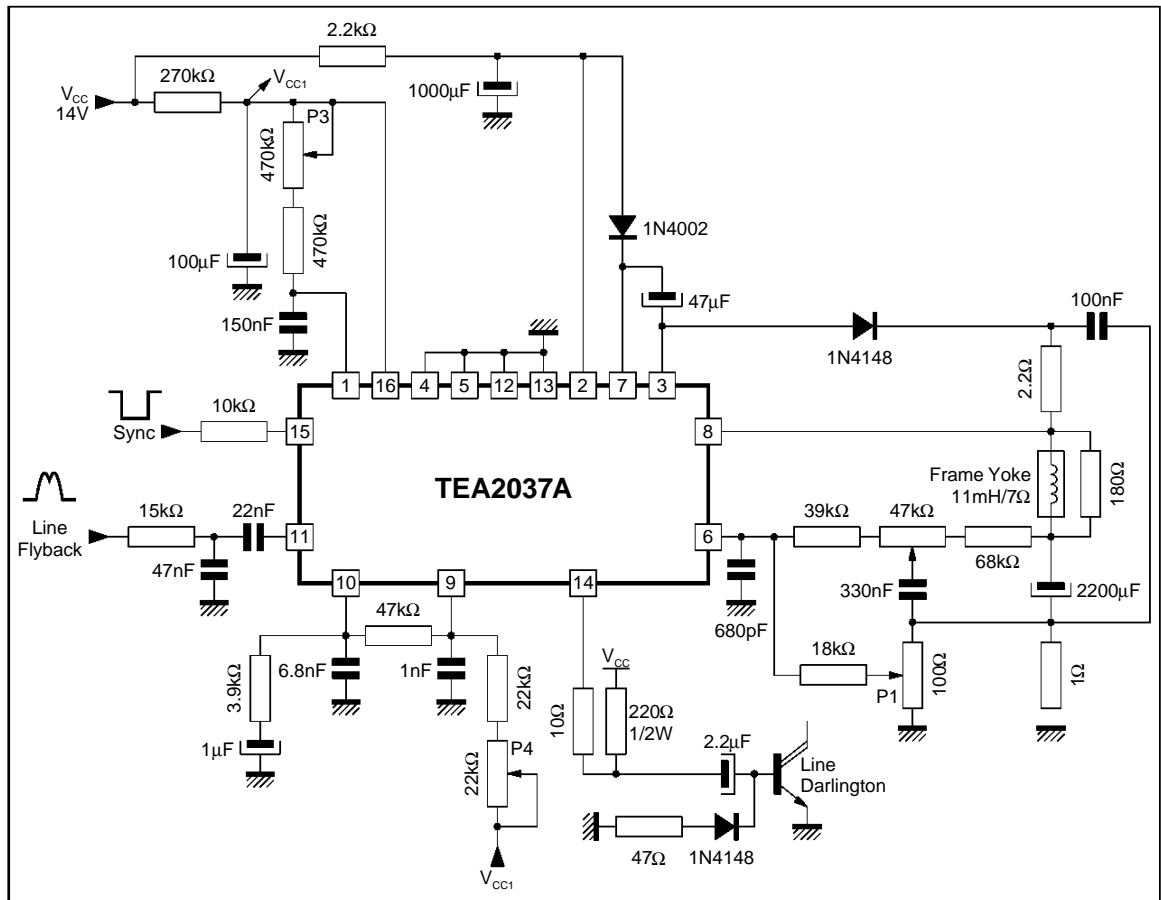 2.2kΩ
270kΩ
VCC1
VCC
14V
1000µF
P3
470kΩ
470kΩ
1N4002
100µF
47µF
100nF
150nF
1N4148
2.2Ω
1
16
4
5
12
13
2
7
3
10kΩ
Sync
15
8
TEA2037A
Frame Yoke
11mH/7Ω
180Ω
15kΩ
22nF
Line
Flyback
11
6
39kΩ
47kΩ
68kΩ
47nF
10
9
14
330nF
2200µF
680pF
47kΩ
3.9kΩ
6.8nF
1nF
22kΩ
VCC
18kΩ
P1
100Ω
1Ω
10Ω
220Ω
1/2W
1µF
22kΩ
P4
2.2µF
Line
Darlington
47Ω
1N4148
VCC1